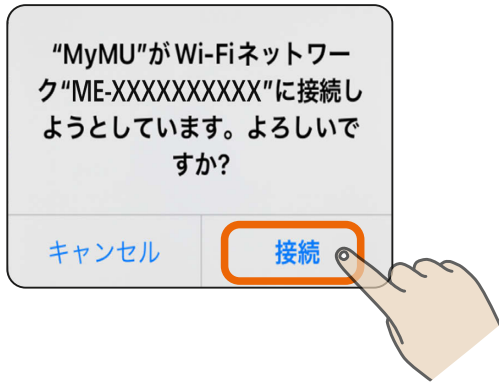 “MyMU”がWi-Fiネットワー
ク“ME-XXXXXXXXXX”に接続し
ようとしています。よろしいで
すか?
キャンセル
接続